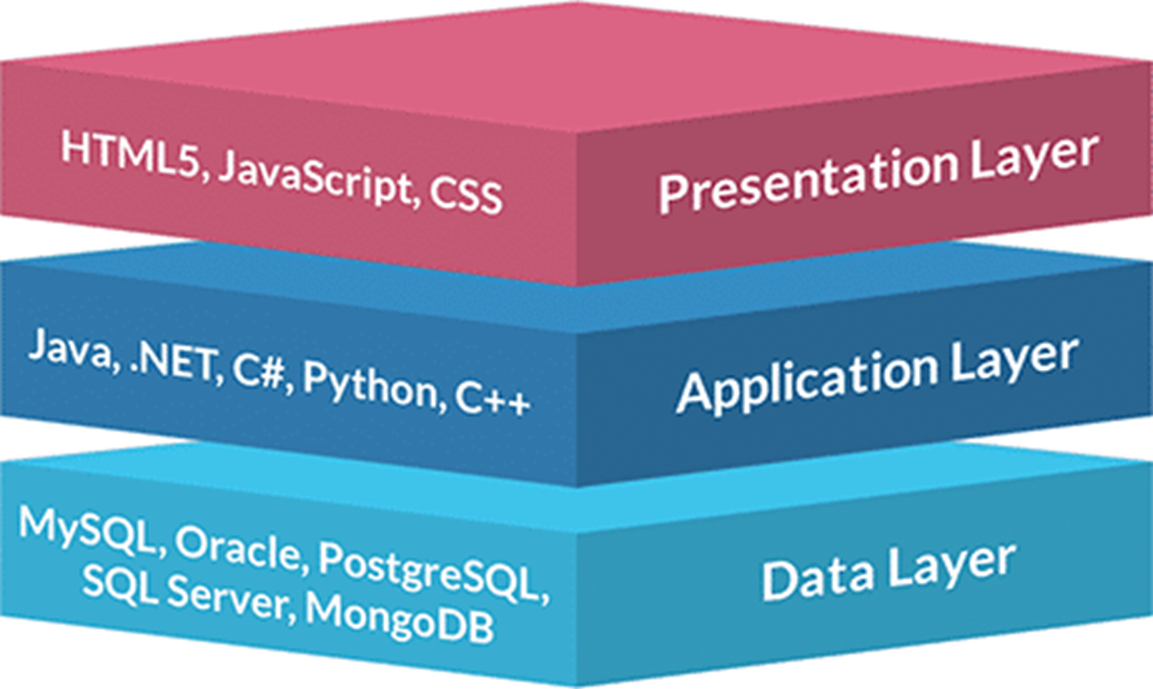 HTML5, JavaScript, CSS
Presentation Layer
Java, .NET, C#, Python, C++
Application Layer
MySQL, Oracle, PostgreSQL,
SQL Server, MongoDB
Data Layer